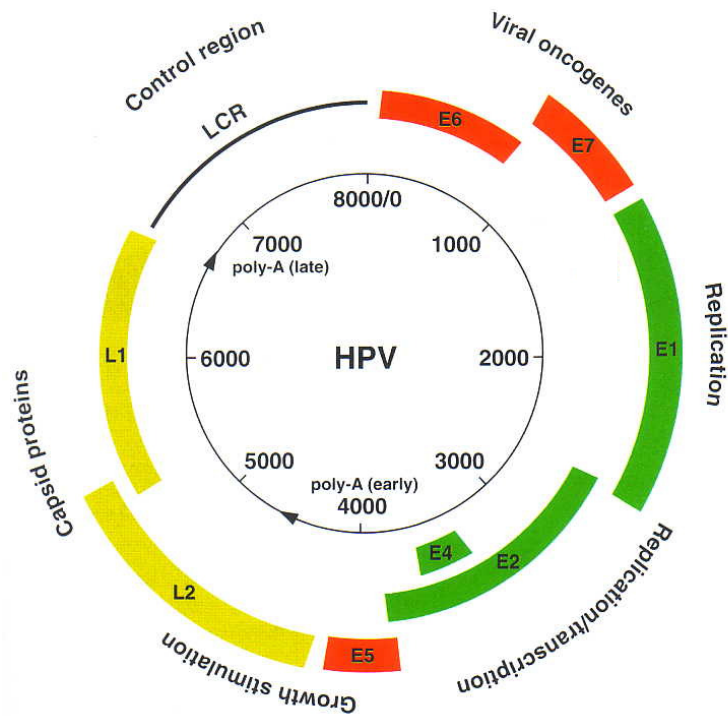 Control region
Viral oncogenes
LCR
E6
E7
8000/0
7000
1000
poly-A (late)
Replication
L1
6000
HPV
2000
E1
Capsid proteins
5000
poly-A (early)
3000
4000
E4
E2
L2
E5
Replication/transcription
Growth stimulation